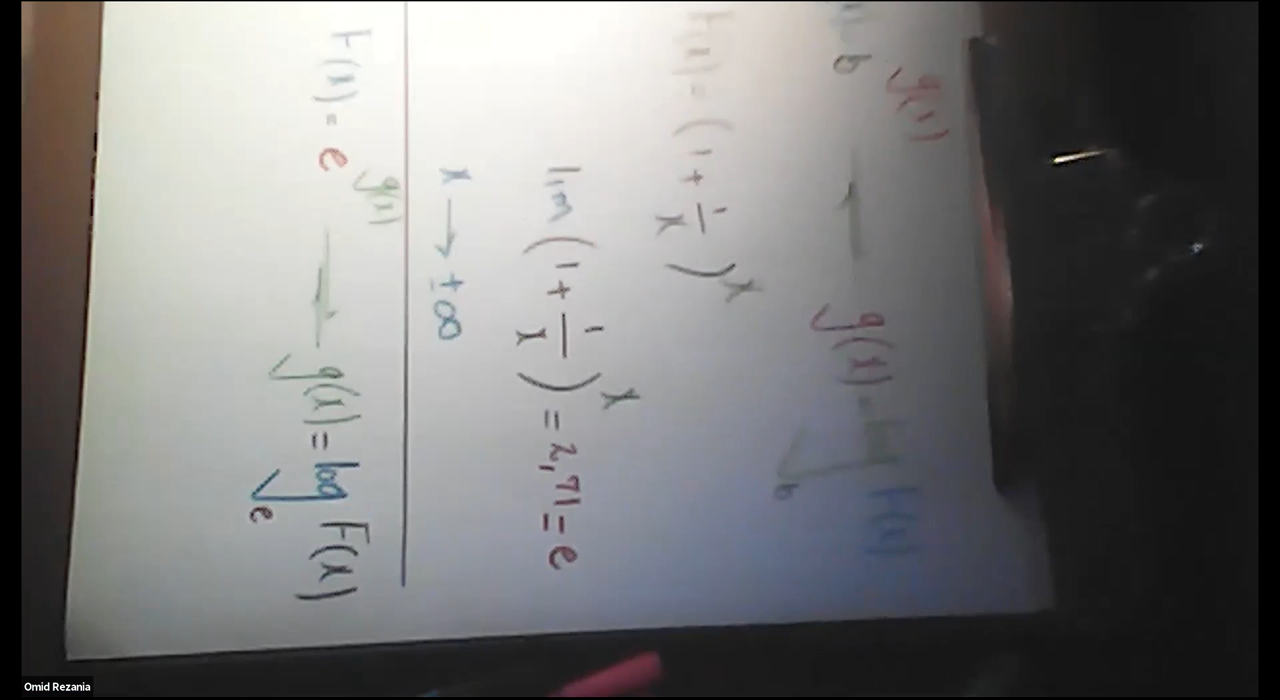 b^g(x) → g(x) = log_b F(x)
F(x) = (1 + 1/x)^x
lim (1 + 1/x)^x = 2,71 = e
x → ±∞
F(x) = e^g(x) → g(x) = log_e F(x)
Omid Rezania